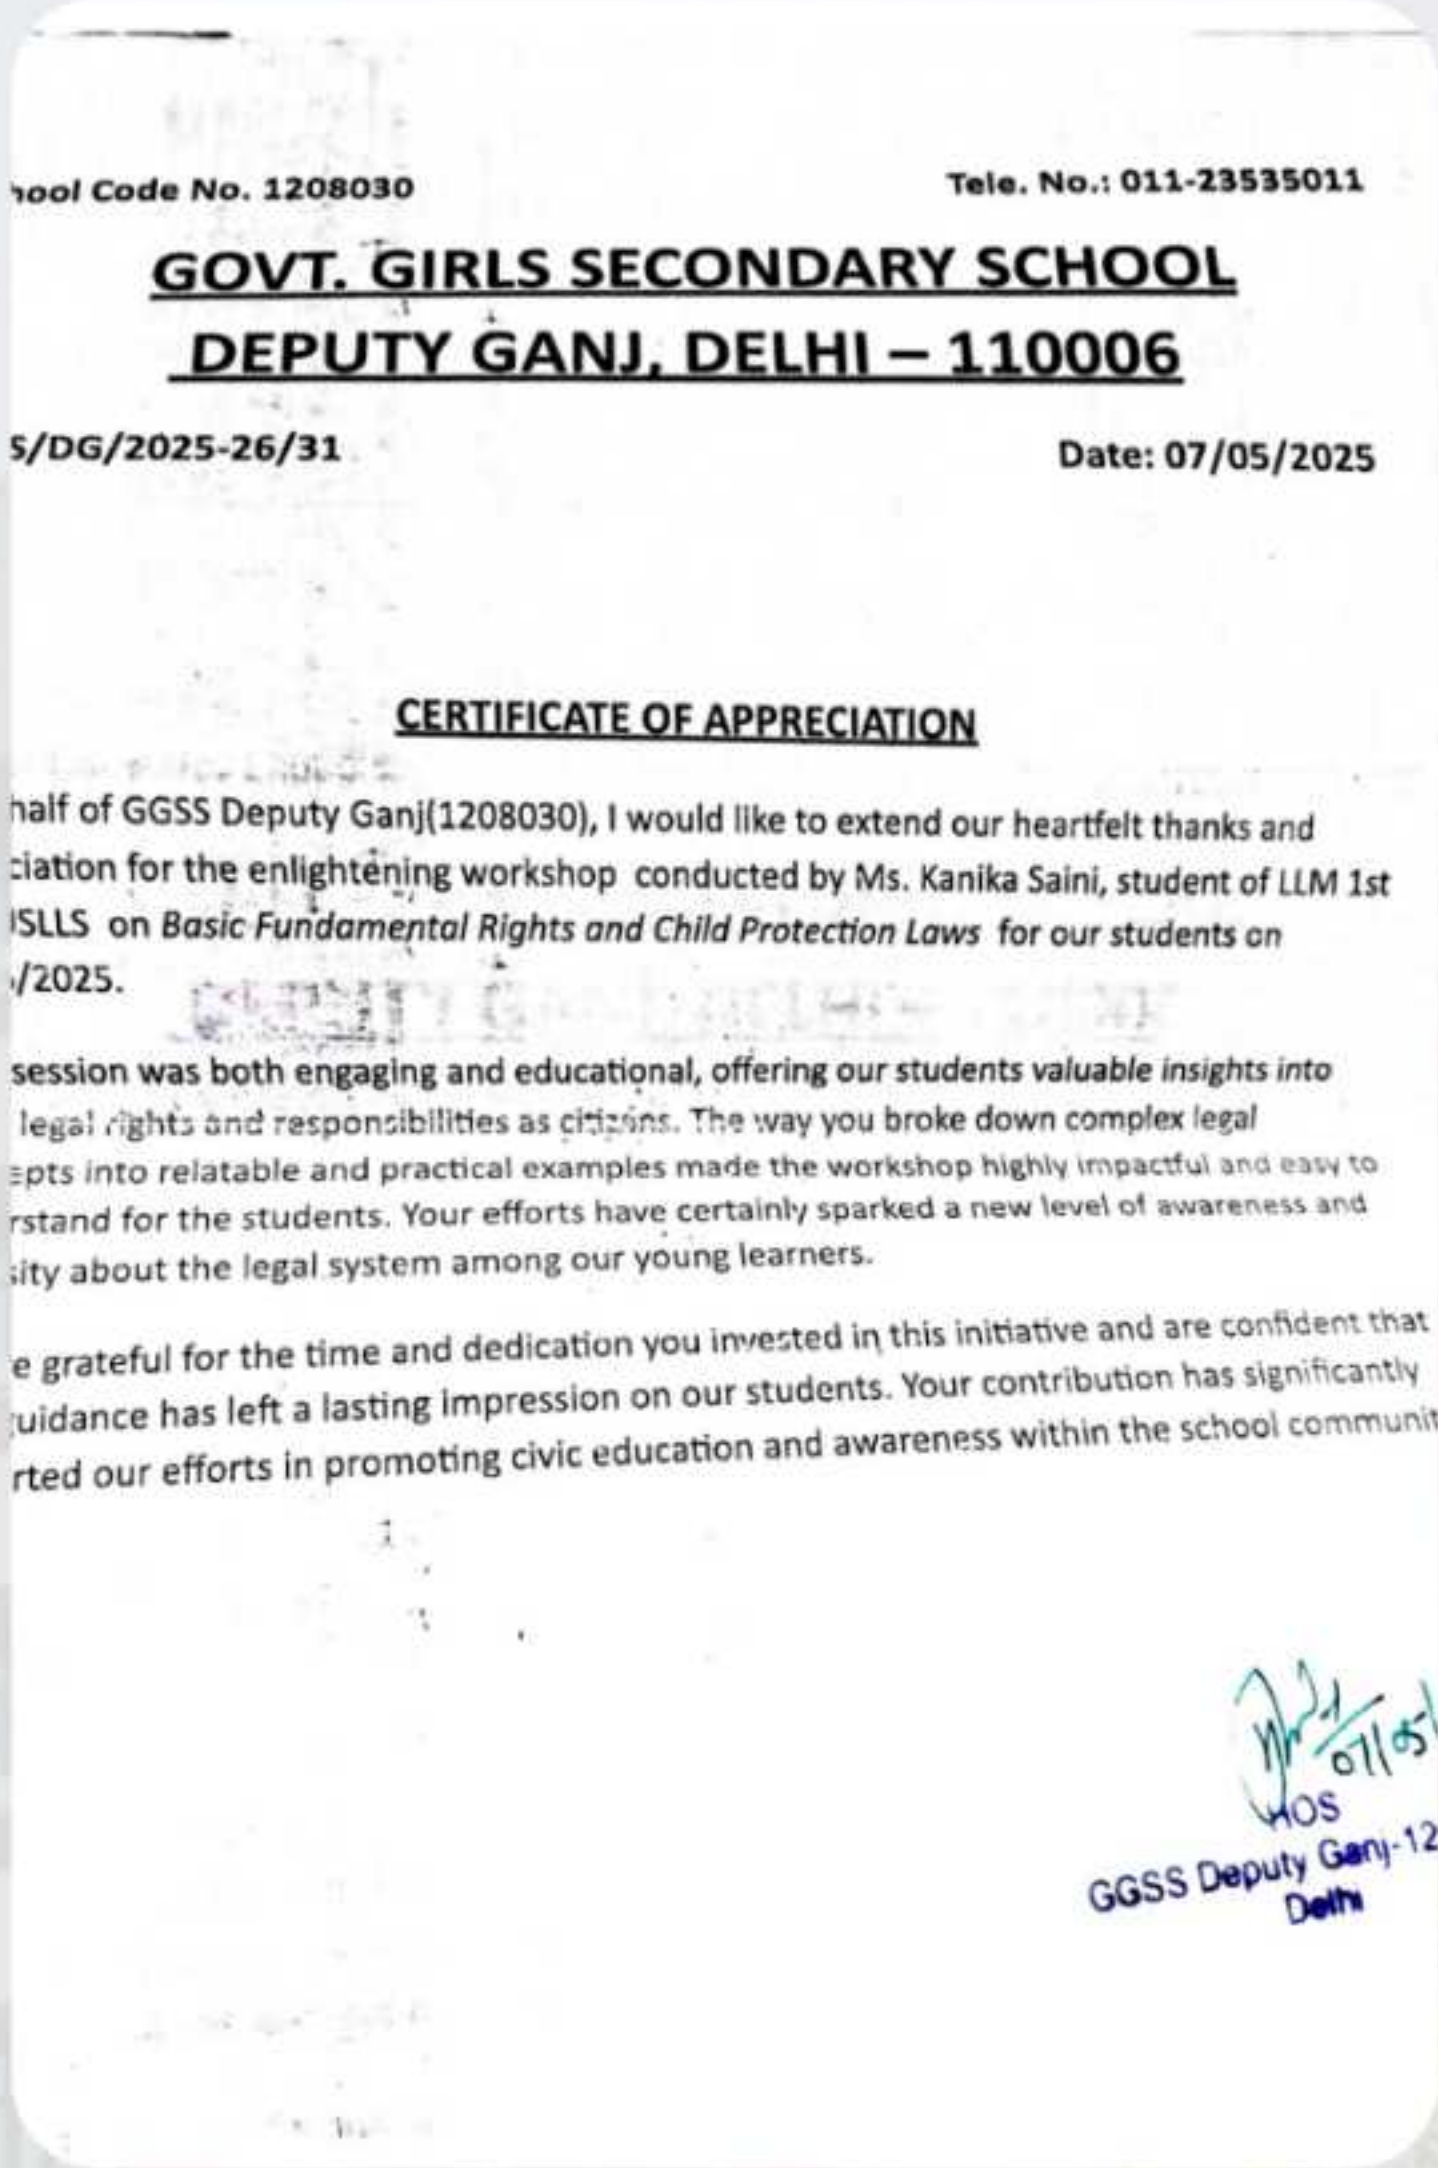 hool Code No. 1208030 Tele. No.: 011-23535011
GOVT. GIRLS SECONDARY SCHOOL
DEPUTY GANJ, DELHI – 110006
S/DG/2025-26/31 Date: 07/05/2025
CERTIFICATE OF APPRECIATION
half of GGSS Deputy Ganj(1208030), I would like to extend our heartfelt thanks and
ciation for the enlightening workshop conducted by Ms. Kanika Saini, student of LLM 1st
SLLS on Basic Fundamental Rights and Child Protection Laws for our students on
/2025.
session was both engaging and educational, offering our students valuable insights into
legal rights and responsibilities as citizens. The way you broke down complex legal
epts into relatable and practical examples made the workshop highly impactful and easy to
rstand for the students. Your efforts have certainly sparked a new level of awareness and
sity about the legal system among our young learners.
e grateful for the time and dedication you invested in this initiative and are confident that
uidance has left a lasting impression on our students. Your contribution has significantly
rted our efforts in promoting civic education and awareness within the school communit
07/05
HOS
GGSS Deputy Ganj-12
Delhi